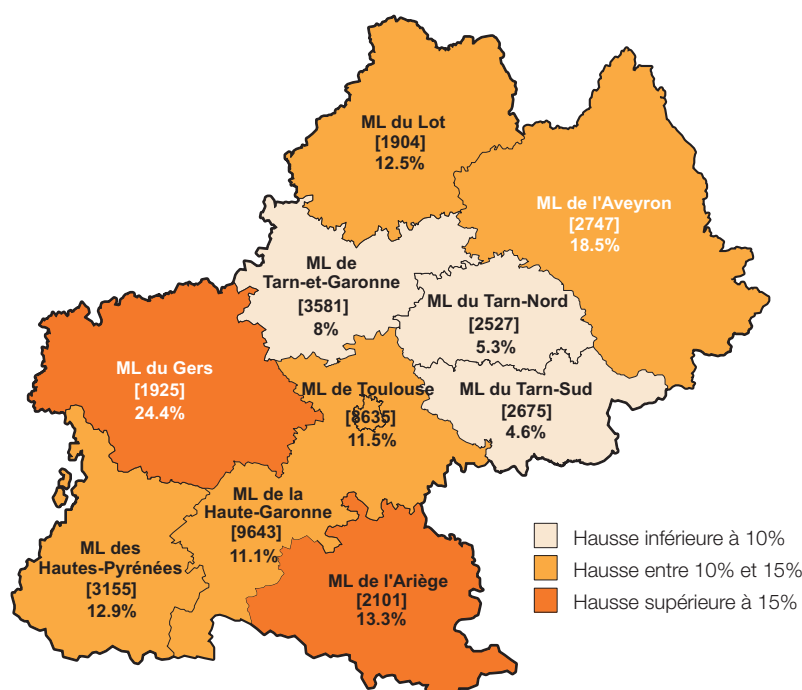 ML du Lot
[1904]
12.5%
ML de l'Aveyron
[2747]
18.5%
ML de
Tarn-et-Garonne
[3581]
8%
ML du Tarn-Nord
[2527]
5.3%
ML du Gers
[1925]
24.4%
ML de Toulouse
[8635]
11.5%
ML du Tarn-Sud
[2675]
4.6%
ML de la
Haute-Garonne
[9643]
11.1%
ML des
Hautes-Pyrénées
[3155]
12.9%
ML de l'Ariège
[2101]
13.3%
Hausse inférieure à 10%
Hausse entre 10% et 15%
Hausse supérieure à 15%